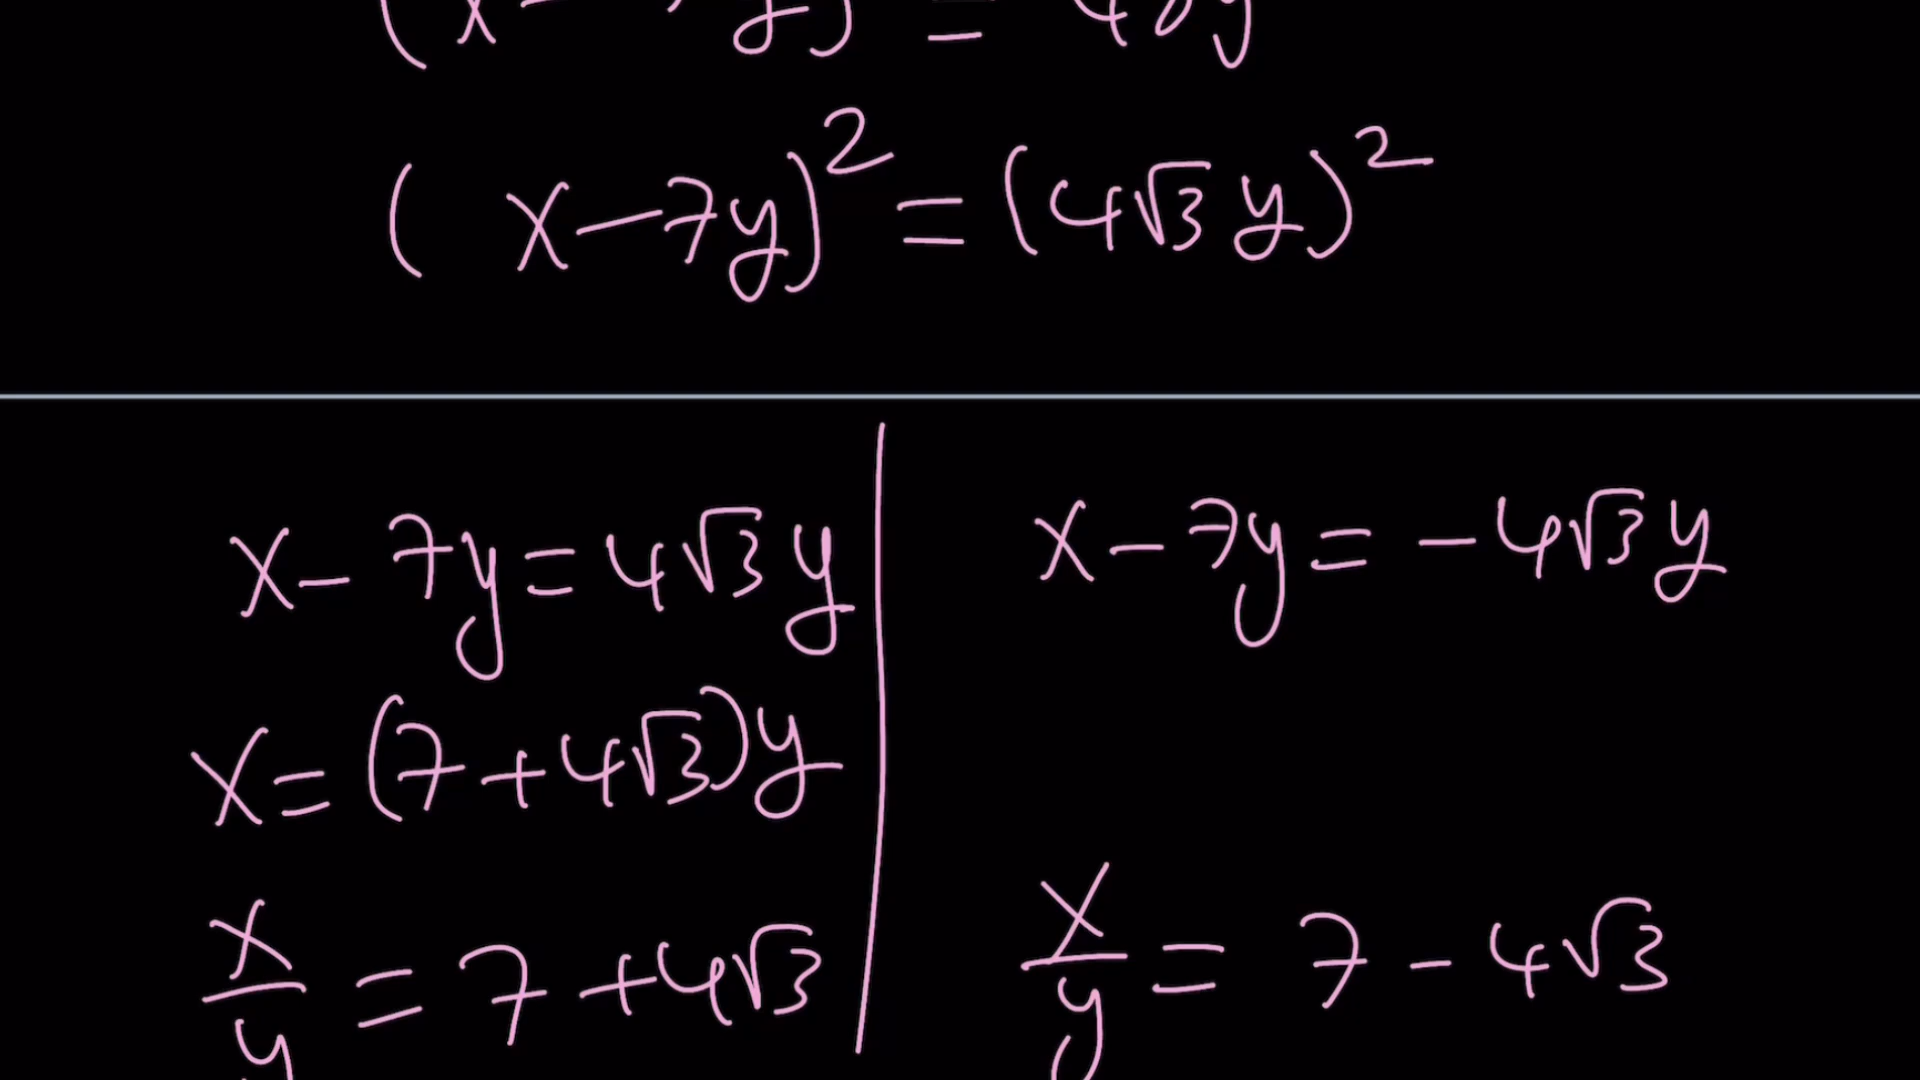 (x-7y)² = (4√3 y)²
x - 7y = 4√3 y
x = (7 + 4√3)y
x/y = 7 + 4√3
x - 7y = -4√3 y
x/y = 7 - 4√3